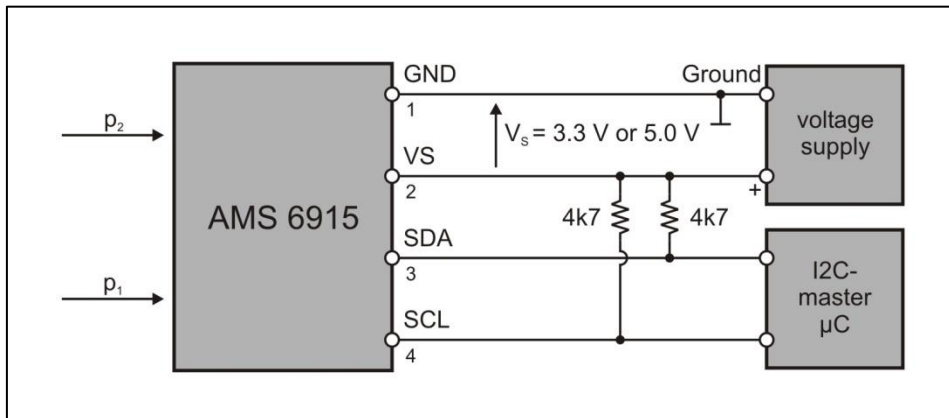 GND
Ground
1
p₂
Vₛ = 3.3 V or 5.0 V
voltage
supply
VS
+
2
AMS 6915
4k7
4k7
SDA
3
I2C-
master
µC
p₁
SCL
4